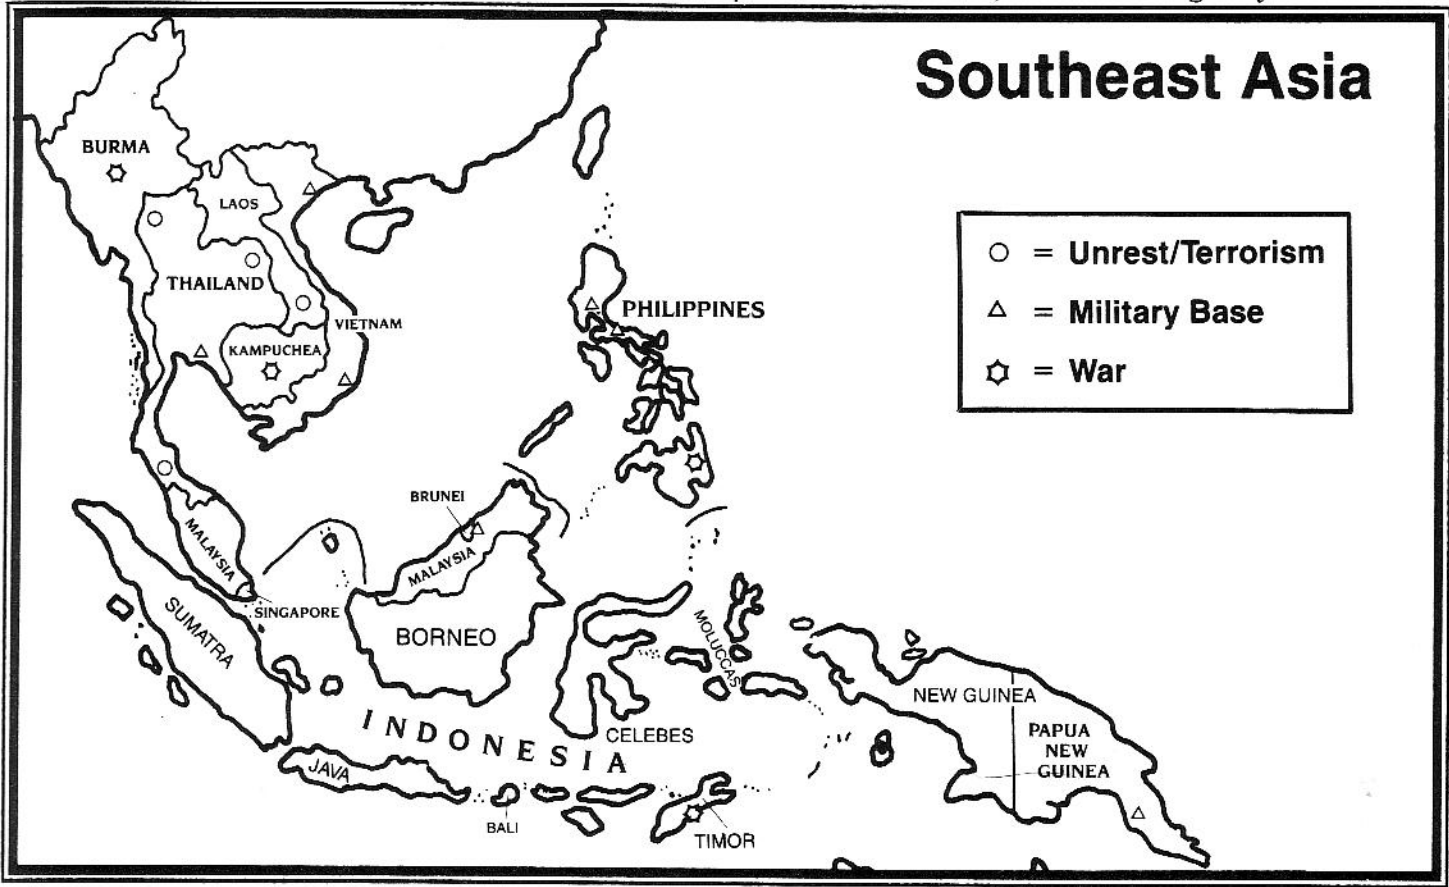 Southeast Asia
○ = Unrest/Terrorism
△ = Military Base
✡ = War
BURMA
LAOS
THAILAND
VIETNAM
KAMPUCHEA
PHILIPPINES
BRUNEI
MALAYSIA
MALAYSIA
SINGAPORE
SUMATRA
BORNEO
MOLUCCAS
NEW GUINEA
CELEBES
PAPUA
NEW
GUINEA
INDONESIA
JAVA
BALI
TIMOR